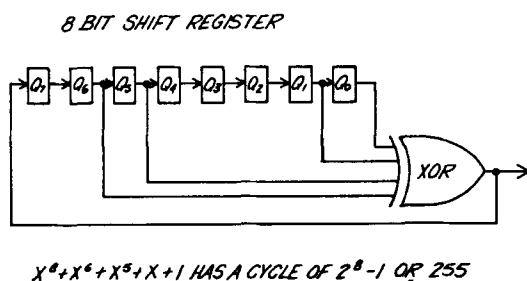 8 BIT SHIFT REGISTER
Q₇ Q₆ Q₅ Q₄ Q₃ Q₂ Q₁ Q₀
XOR
X⁸+X⁶+X⁵+X+1 HAS A CYCLE OF 2⁸-1 OR 255